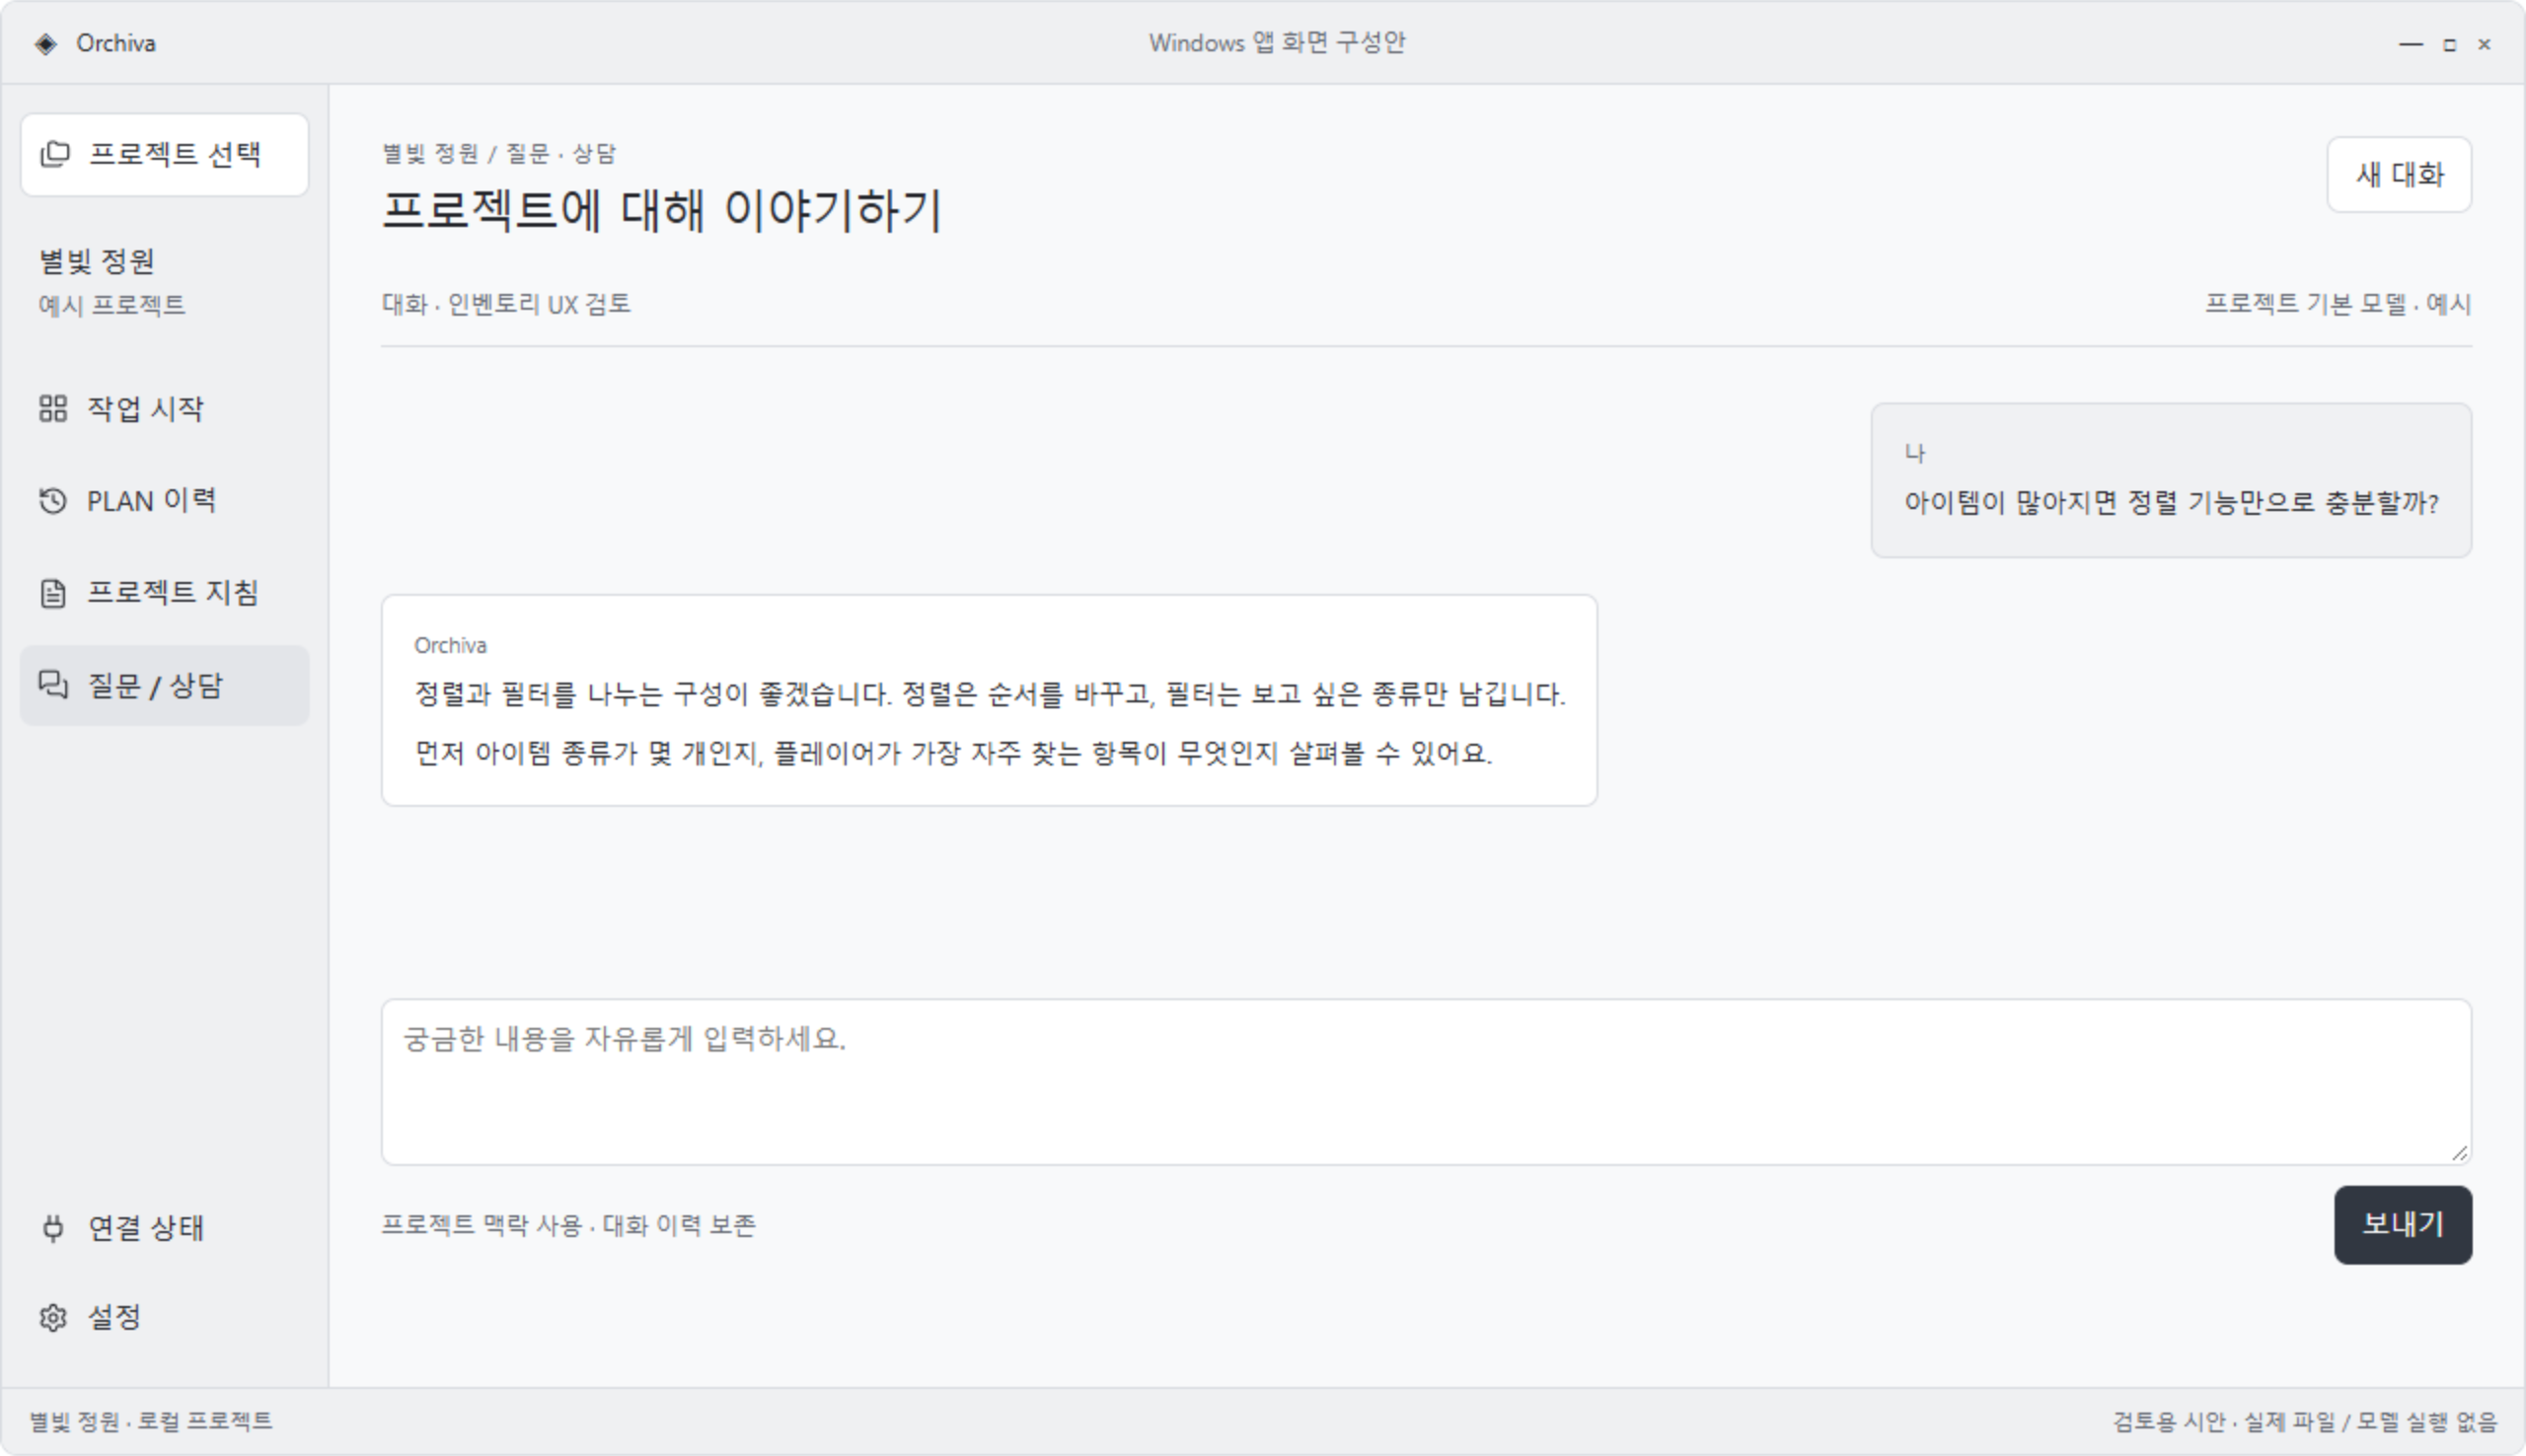 Orchiva
Windows 앱 화면 구성안
프로젝트 선택
별빛 정원
예시 프로젝트
작업 시작
PLAN 이력
프로젝트 지침
질문 / 상담
연결 상태
설정
별빛 정원 / 질문 · 상담
프로젝트에 대해 이야기하기
새 대화
대화 · 인벤토리 UX 검토
프로젝트 기본 모델 · 예시
나
아이템이 많아지면 정렬 기능만으로 충분할까?
Orchiva
정렬과 필터를 나누는 구성이 좋겠습니다. 정렬은 순서를 바꾸고, 필터는 보고 싶은 종류만 남깁니다.
먼저 아이템 종류가 몇 개인지, 플레이어가 가장 자주 찾는 항목이 무엇인지 살펴볼 수 있어요.
궁금한 내용을 자유롭게 입력하세요.
프로젝트 맥락 사용 · 대화 이력 보존
보내기
별빛 정원 · 로컬 프로젝트
검토용 시안 · 실제 파일 / 모델 실행 없음